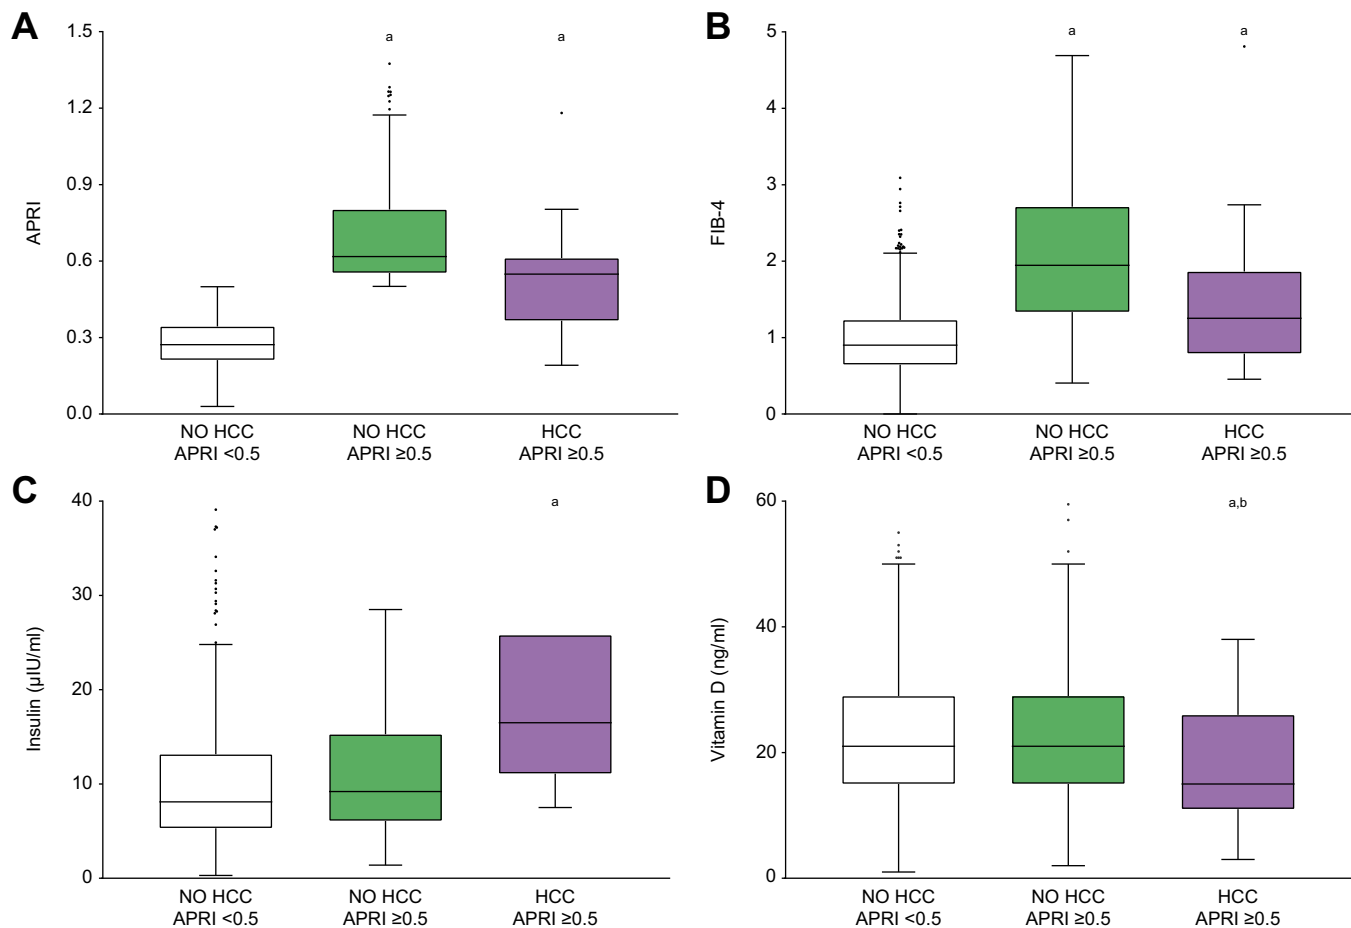 A
1.5
1.2
0.9
0.6
0.3
0.0
APRI
a
a
NO HCC
APRI <0.5
NO HCC
APRI ≥0.5
HCC
APRI ≥0.5
B
5
4
3
2
1
0
FIB-4
a
a
NO HCC
APRI <0.5
NO HCC
APRI ≥0.5
HCC
APRI ≥0.5
C
40
30
20
10
0
Insulin (μIU/ml)
a
NO HCC
APRI <0.5
NO HCC
APRI ≥0.5
HCC
APRI ≥0.5
D
60
40
20
0
Vitamin D (ng/ml)
a,b
NO HCC
APRI <0.5
NO HCC
APRI ≥0.5
HCC
APRI ≥0.5